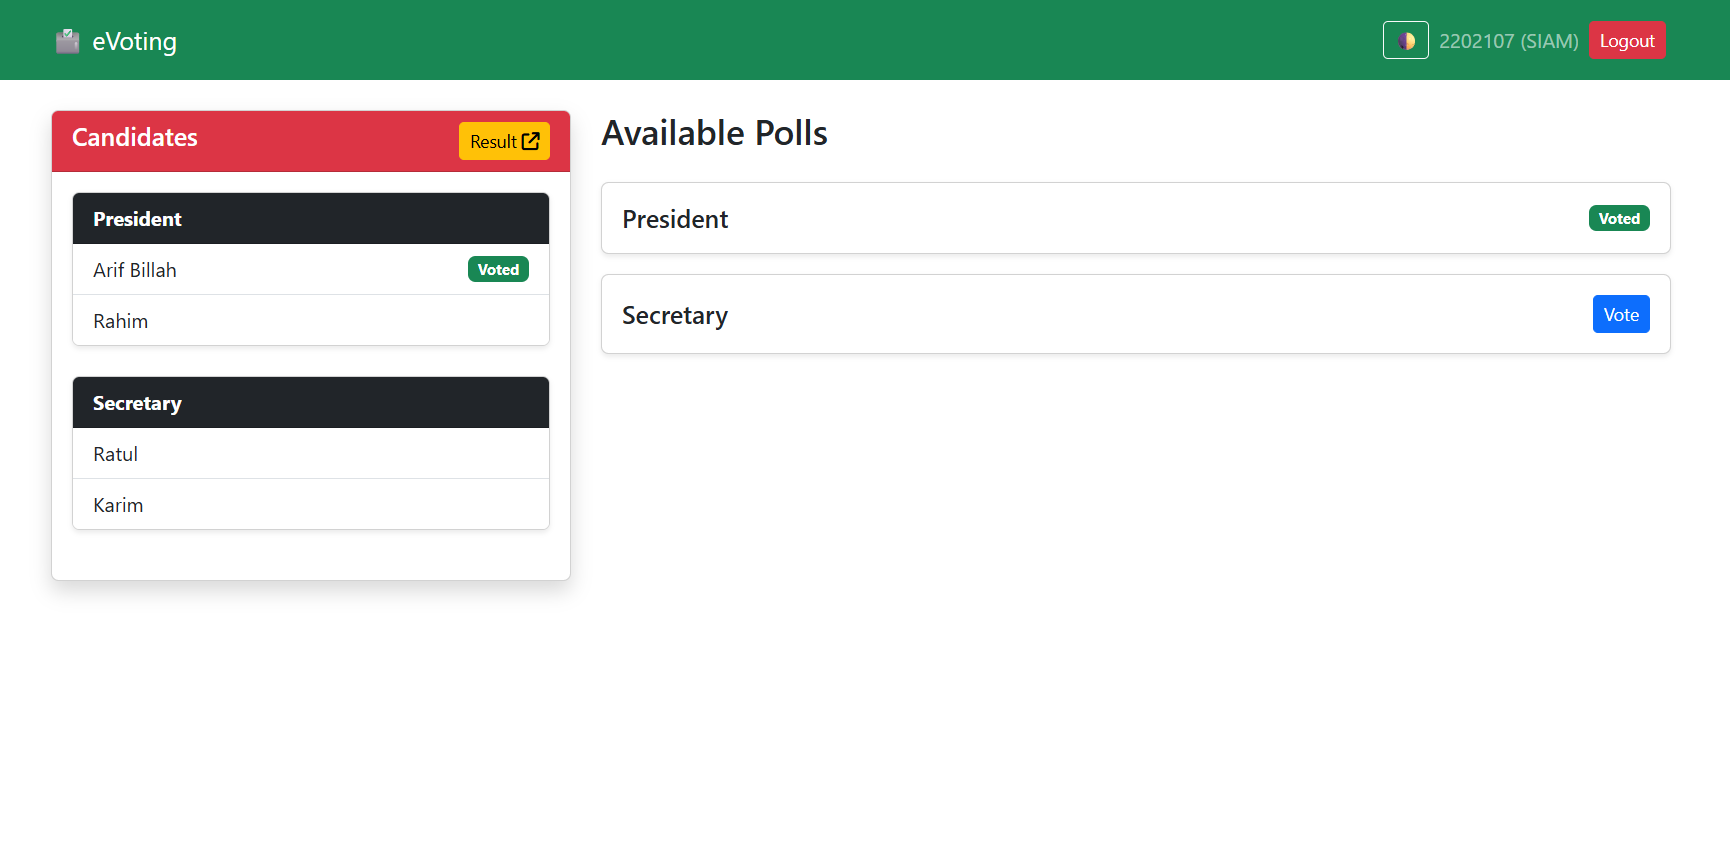 eVoting
2202107 (SIAM) Logout
Candidates
Result
President
Arif Billah Voted
Rahim
Secretary
Ratul
Karim
Available Polls
President Voted
Secretary Vote